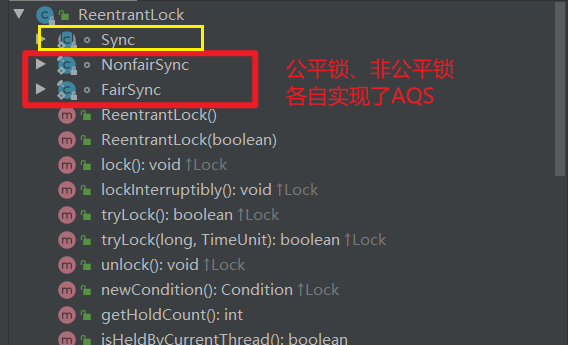 ReentrantLock
Sync
NonfairSync
FairSync
公平锁、非公平锁
各自实现了AQS
ReentrantLock()
ReentrantLock(boolean)
lock(): void ↑Lock
lockInterruptibly(): void ↑Lock
tryLock(): boolean ↑Lock
tryLock(long, TimeUnit): boolean ↑Lock
unlock(): void ↑Lock
newCondition(): Condition ↑Lock
getHoldCount(): int
isHeldByCurrentThread(): boolean